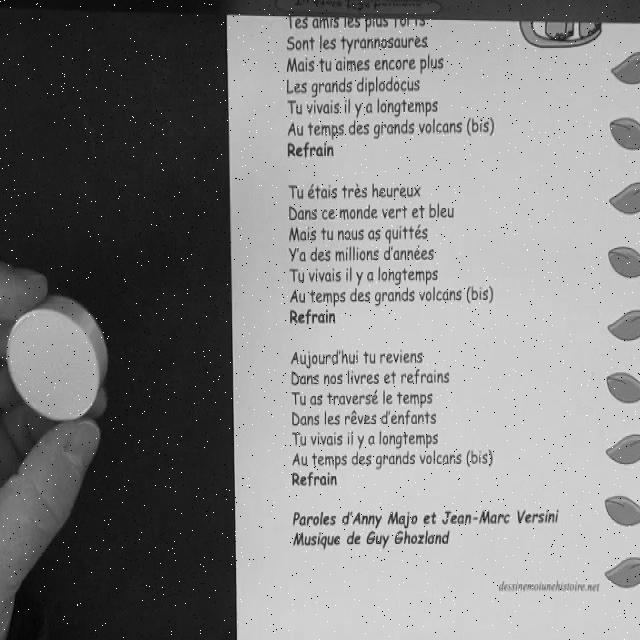 Tes amis les plus forts
Sont les tyrannosaures
Mais tu aimes encore plus
Les grands diplodocus
Tu vivais il y a longtemps
Au temps des grands volcans (bis)
Refrain
Tu étais très heureux
Dans ce monde vert et bleu
Mais tu nous as quittés
Y'a des millions d'années
Tu vivais il y a longtemps
Au temps des grands volcans (bis)
Refrain
Aujourd'hui tu reviens
Dans nos livres et refrains
Tu as traversé le temps
Dans les rêves d'enfants
Tu vivais il y a longtemps
Au temps des grands volcans (bis)
Refrain
Paroles d'Anny Majo et Jean-Marc Versini
Musique de Guy Ghozland
dessinemoiunehistoire.net